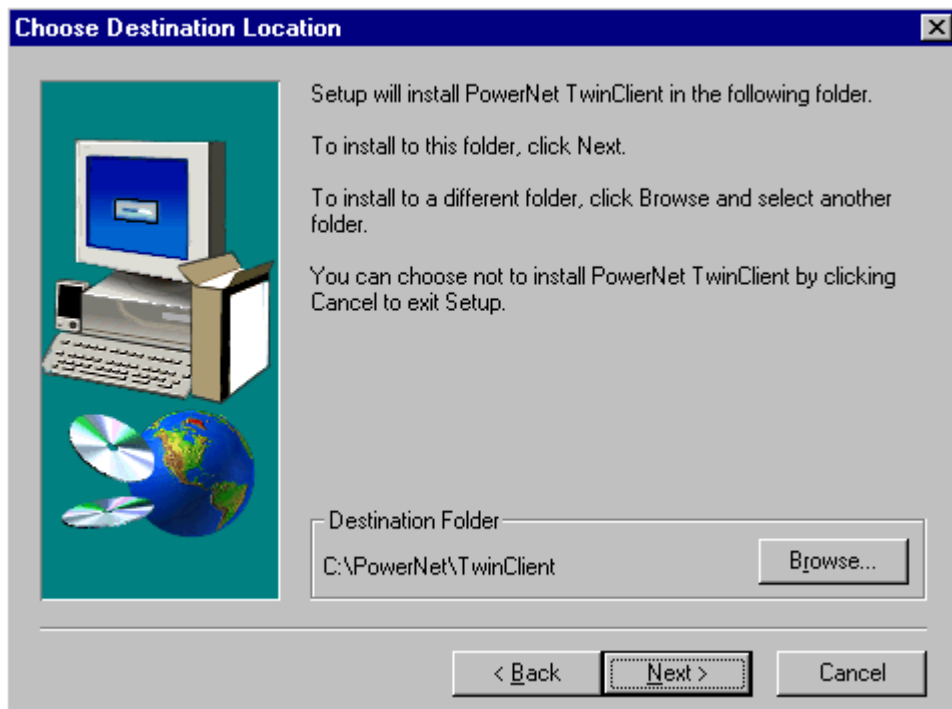 Choose Destination Location
Setup will install PowerNet TwinClient in the following folder.
To install to this folder, click Next.
To install to a different folder, click Browse and select another
folder.
You can choose not to install PowerNet TwinClient by clicking
Cancel to exit Setup.
Destination Folder
C:\PowerNet\TwinClient
Browse...
< Back
Next >
Cancel